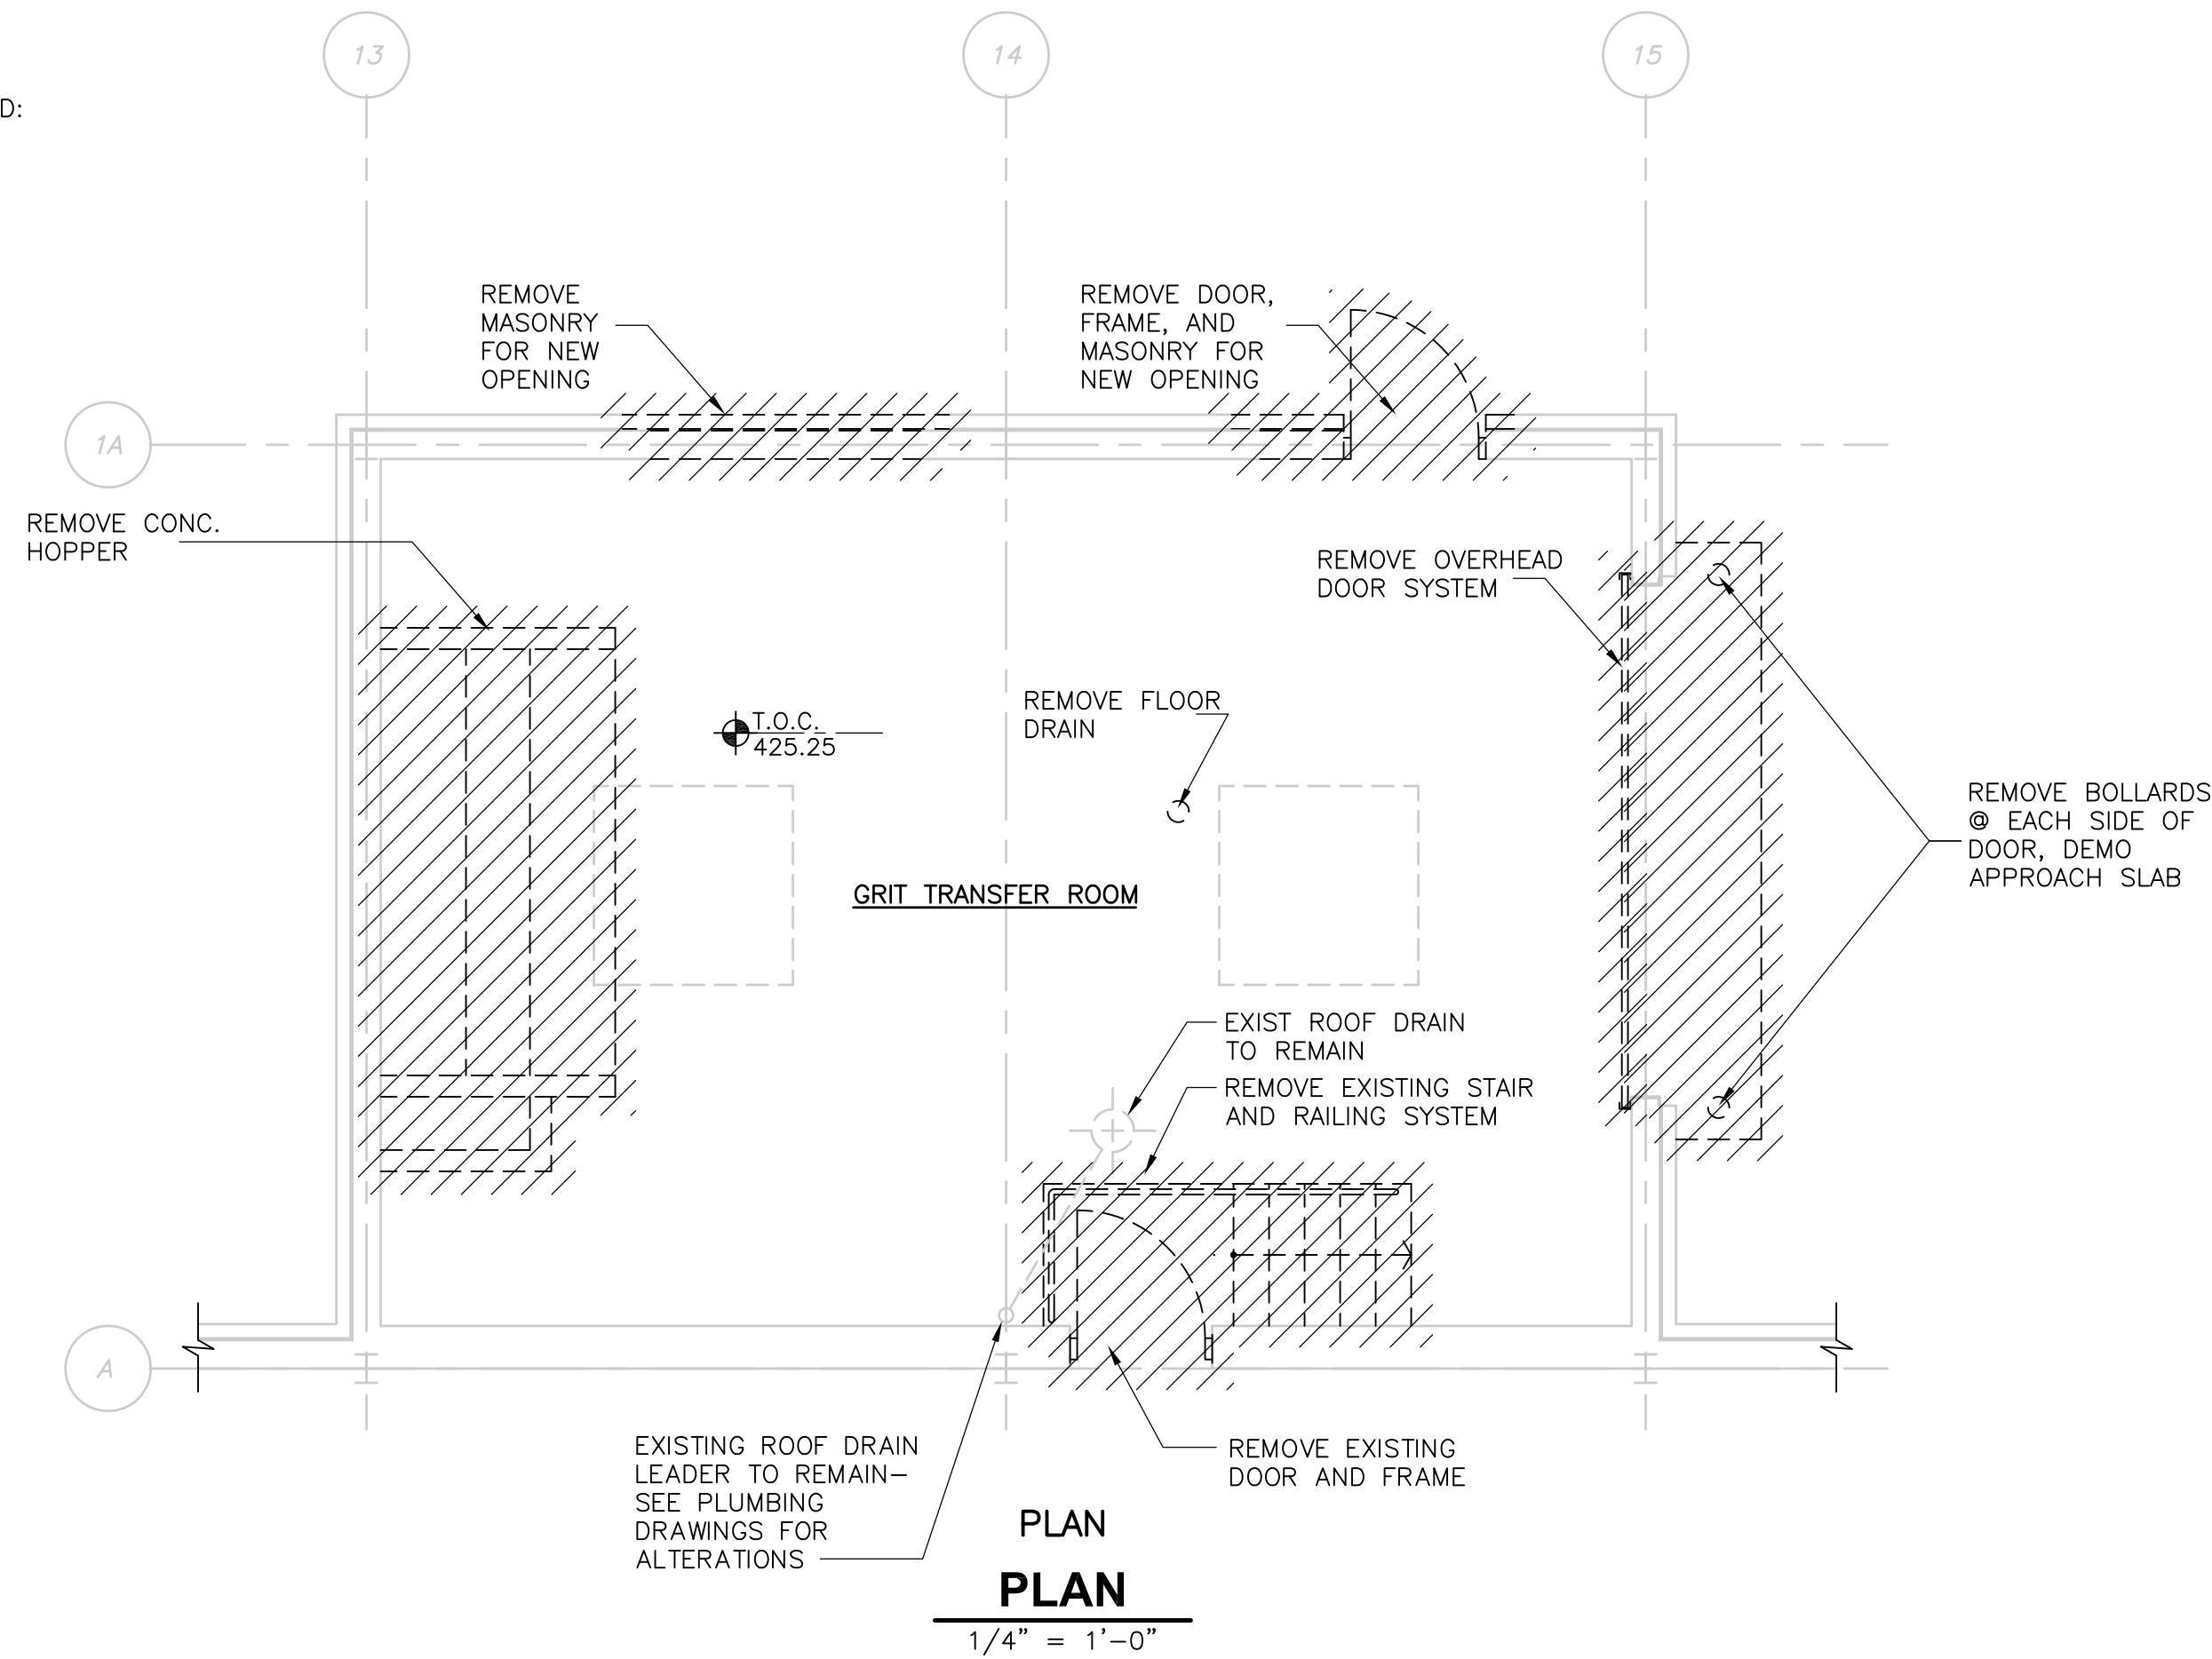 13
14
15
D:
REMOVE
MASONRY
FOR NEW
OPENING
REMOVE DOOR,
FRAME, AND
MASONRY FOR
NEW OPENING
1A
REMOVE CONC.
HOPPER
REMOVE OVERHEAD
DOOR SYSTEM
REMOVE FLOOR
DRAIN
T.O.C.
425.25
REMOVE BOLLARDS
@ EACH SIDE OF
DOOR, DEMO
APPROACH SLAB
GRIT TRANSFER ROOM
EXIST ROOF DRAIN
TO REMAIN
REMOVE EXISTING STAIR
AND RAILING SYSTEM
A
EXISTING ROOF DRAIN
LEADER TO REMAIN-
SEE PLUMBING
DRAWINGS FOR
ALTERATIONS
REMOVE EXISTING
DOOR AND FRAME
PLAN
PLAN
1/4" = 1'-0"